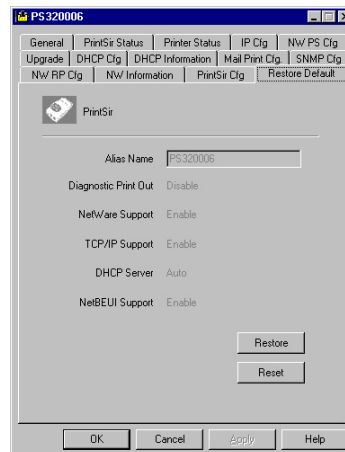 PS320006
General PrintSir Status Printer Status IP Cfg NW PS Cfg
Upgrade DHCP Cfg DHCP Information Mail Print Cfg. SNMP Cfg
NW RP Cfg NW Information PrintSir Cfg Restore Default
PrintSir
Alias Name PS320006
Diagnostic Print Out Disable
NetWare Support Enable
TCP/IP Support Enable
DHCP Server Auto
NetBEUI Support Enable
Restore
Reset
OK Cancel Apply Help